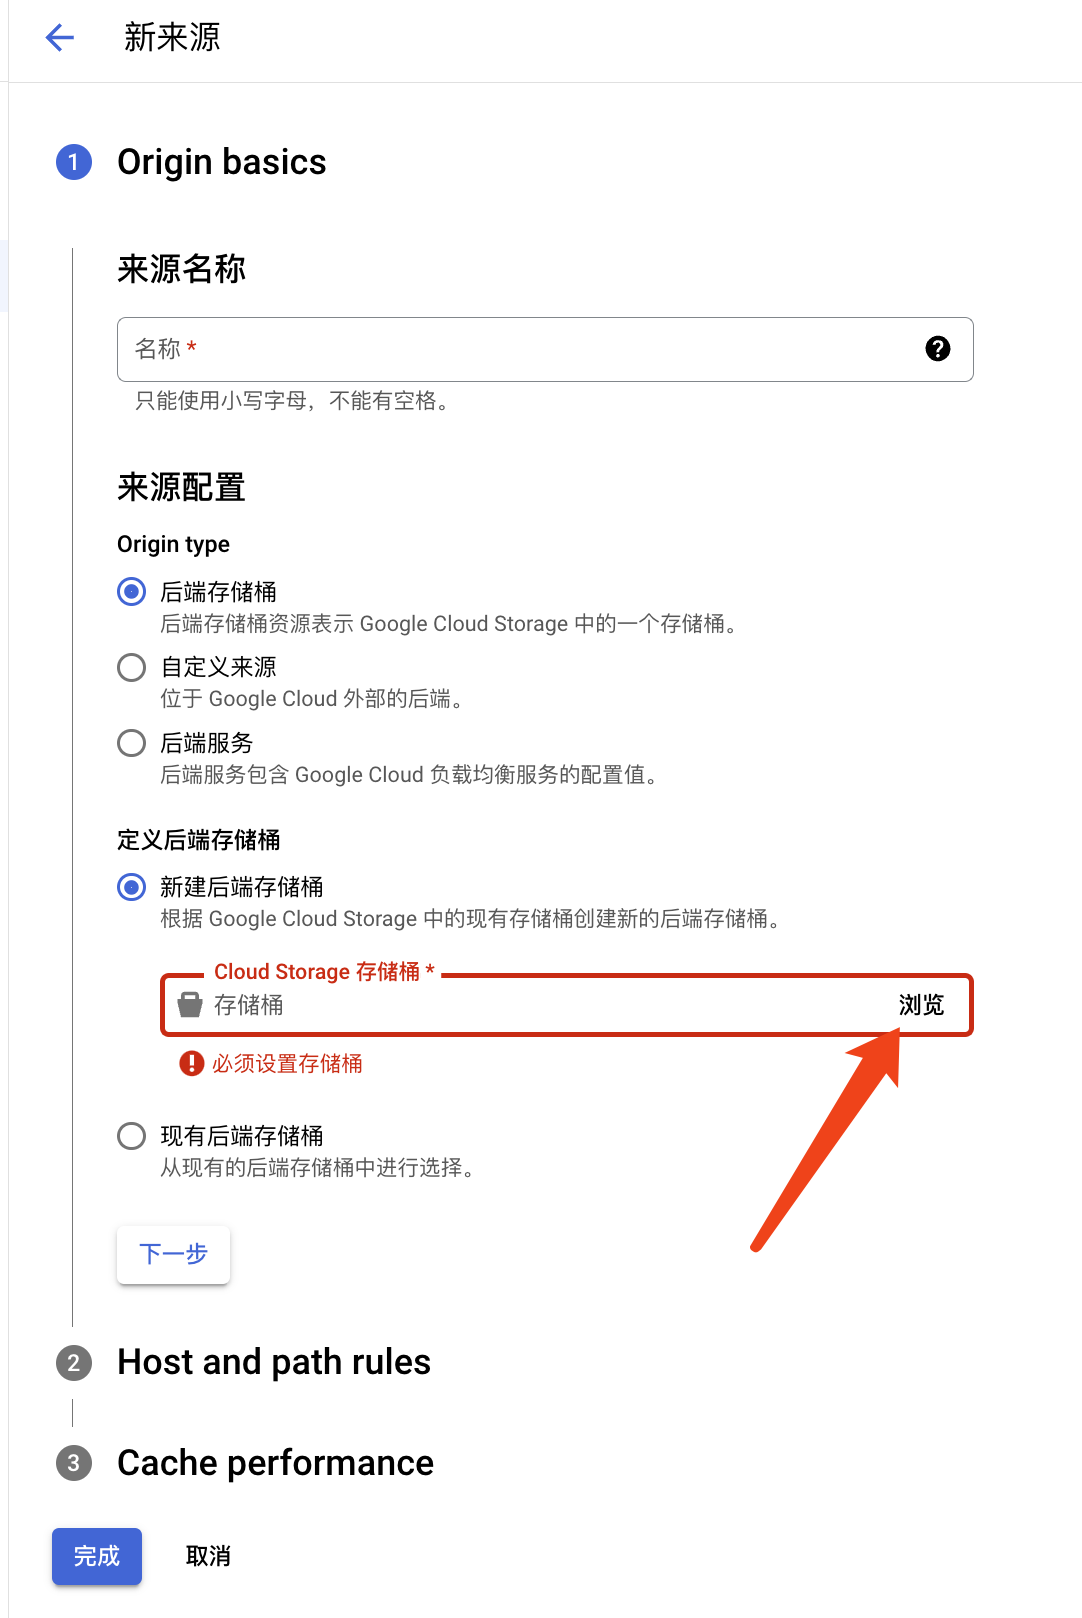 新来源
1 Origin basics
来源名称
名称 *
?
只能使用小写字母，不能有空格。
来源配置
Origin type
后端存储桶
后端存储桶资源表示 Google Cloud Storage 中的一个存储桶。
自定义来源
位于 Google Cloud 外部的后端。
后端服务
后端服务包含 Google Cloud 负载均衡服务的配置值。
定义后端存储桶
新建后端存储桶
根据 Google Cloud Storage 中的现有存储桶创建新的后端存储桶。
Cloud Storage 存储桶 *
存储桶 浏览
必须设置存储桶
现有后端存储桶
从现有的后端存储桶中进行选择。
下一步
2 Host and path rules
3 Cache performance
完成 取消